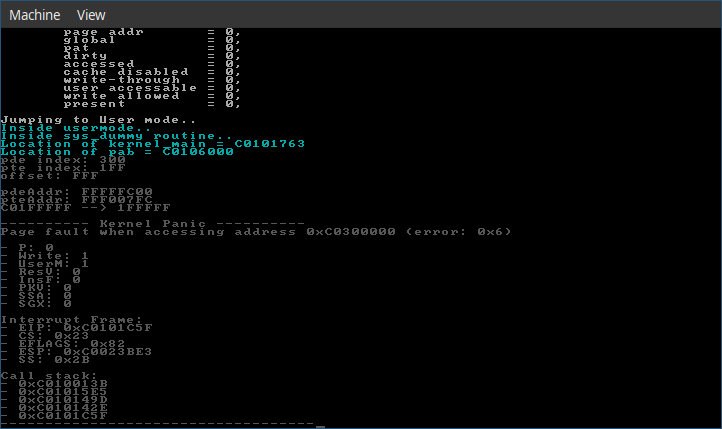 Machine View
page addr = 0,
global = 0,
pat = 0,
dirty = 0,
accessed = 0,
cache disabled = 0,
write-through = 0,
user accessable = 0,
write allowed = 0,
present = 0,
Jumping to User mode..
Inside usermode..
Inside sys_dummy routine..
Location of kernel_main = C0101763
Location of pab = C0106000
pde index: 300
pte index: 1FF
offset: FFF
pdeAddr: FFFFFC00
pteAddr: FFF007FC
C01FFFFF --> 1FFFFF
---------- Kernel Panic ----------
Page fault when accessing address 0xC0300000 (error: 0x6)
- P: 0
- Write: 1
- UserM: 1
- ResV: 0
- InsF: 0
- PKV: 0
- SSA: 0
- SGX: 0
Interrupt Frame:
- EIP: 0xC0101C5F
- CS: 0x23
- EFLAGS: 0x82
- ESP: 0xC0023BE3
- SS: 0x2B
Call stack:
- 0xC010013B
- 0xC01015E5
- 0xC010149D
- 0xC010142E
- 0xC0101C5F
-----------------------------------_